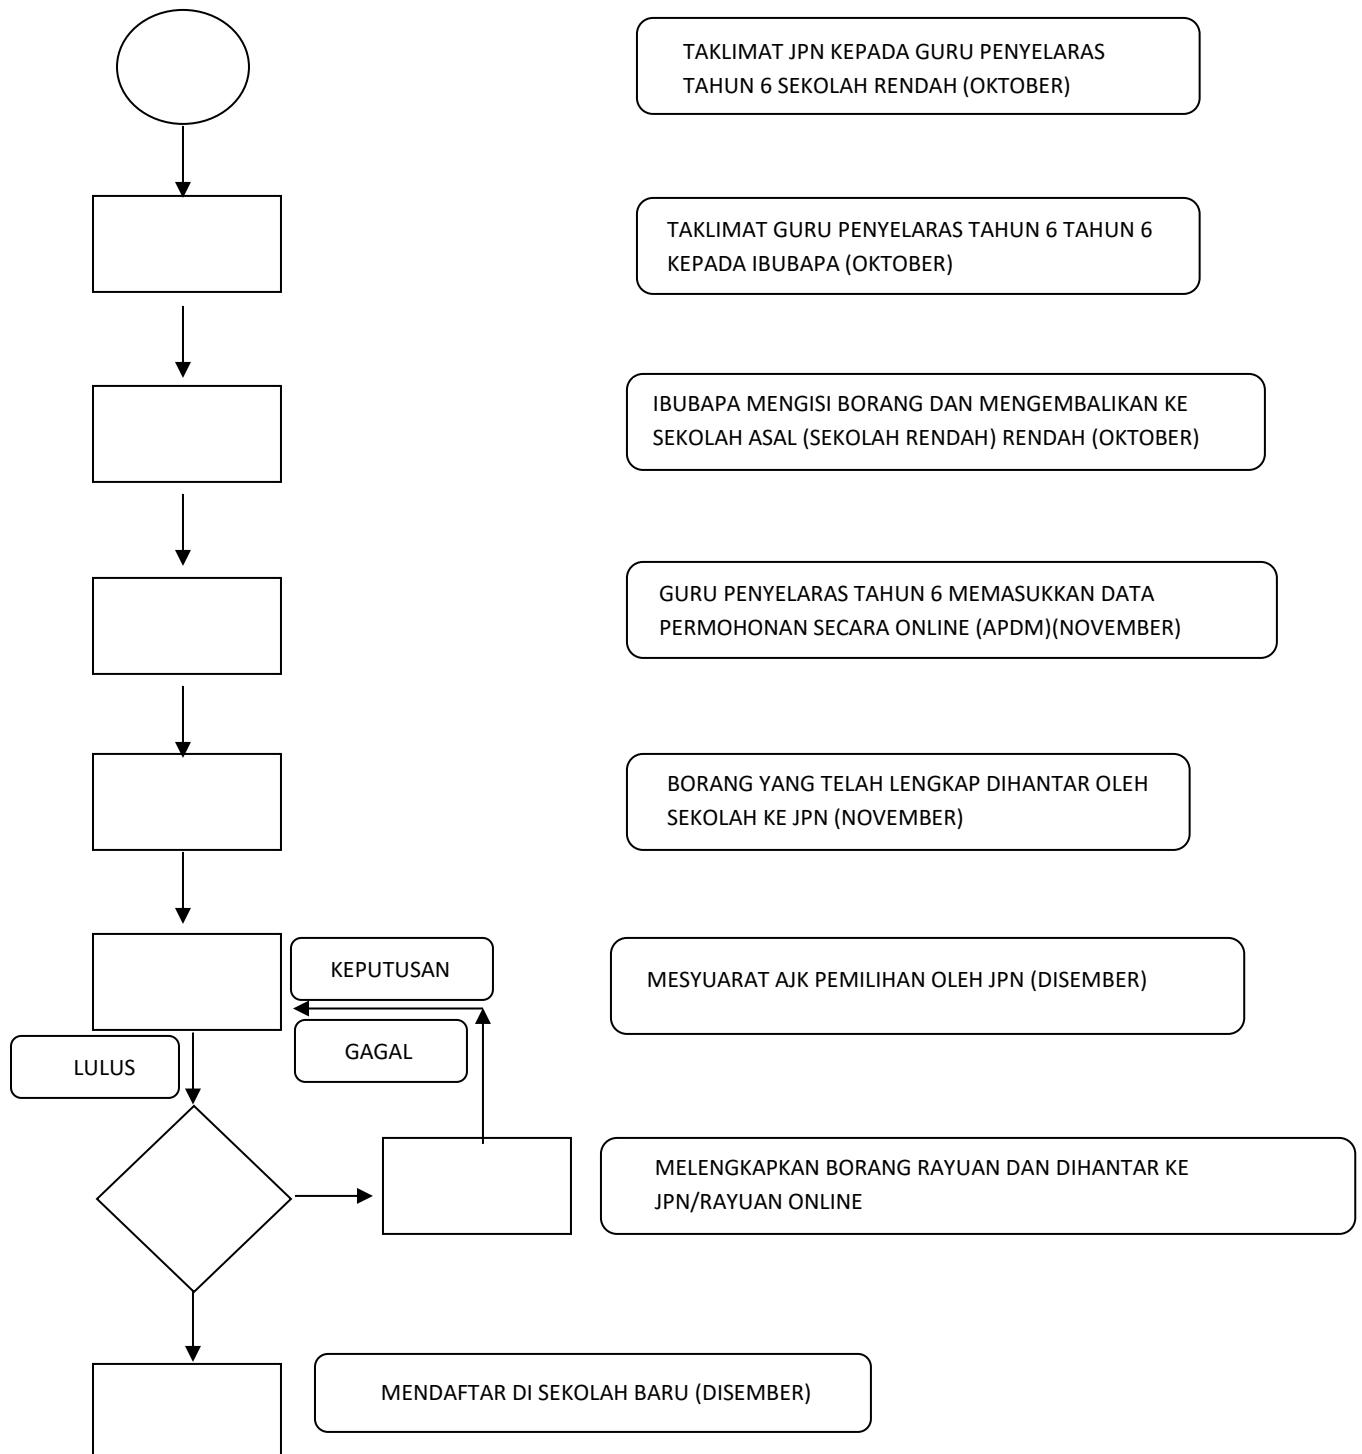 TAKLIMAT JPN KEPADA GURU PENYELARAS
TAHUN 6 SEKOLAH RENDAH (OKTOBER)
TAKLIMAT GURU PENYELARAS TAHUN 6 TAHUN 6
KEPADA IBUBAPA (OKTOBER)
IBUBAPA MENGISI BORANG DAN MENGEMBALIKAN KE
SEKOLAH ASAL (SEKOLAH RENDAH) RENDAH (OKTOBER)
GURU PENYELARAS TAHUN 6 MEMASUKKAN DATA
PERMOHONAN SECARA ONLINE (APDM)(NOVEMBER)
BORANG YANG TELAH LENGKAP DIHANTAR OLEH
SEKOLAH KE JPN (NOVEMBER)
KEPUTUSAN
MESYUARAT AJK PEMILIHAN OLEH JPN (DISEMBER)
GAGAL
LULUS
MELENGKAPKAN BORANG RAYUAN DAN DIHANTAR KE
JPN/RAYUAN ONLINE
MENDAFTAR DI SEKOLAH BARU (DISEMBER)